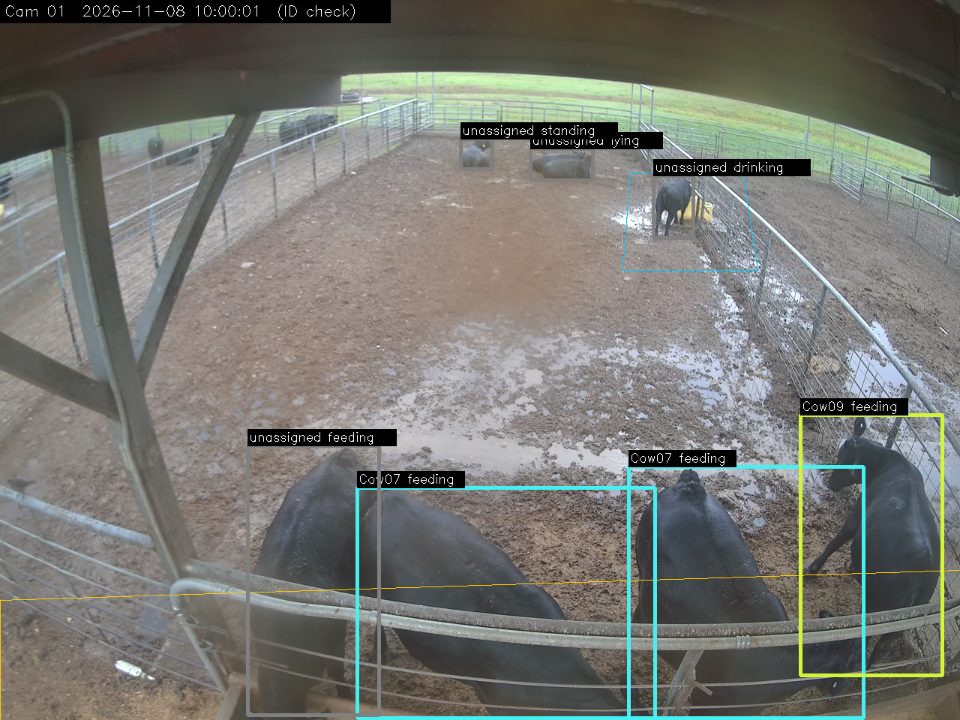 Cam 01  2026-11-08 10:00:01  (ID check)
unassigned standing
unassigned lying
unassigned drinking
Cow09 feeding
unassigned feeding
Cow07 feeding
Cow07 feeding